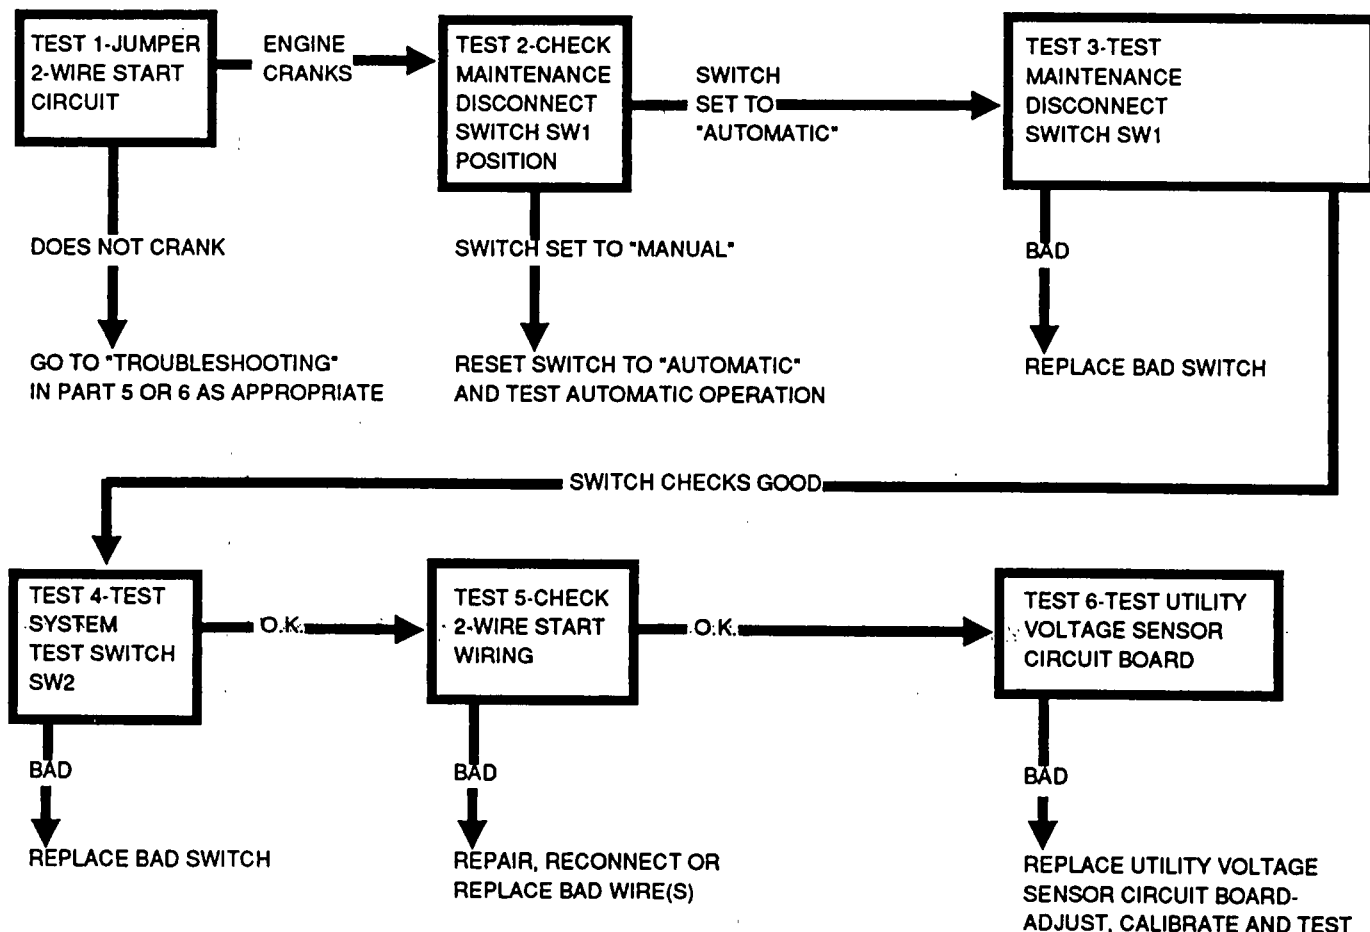 TEST 1-JUMPER
2-WIRE START
CIRCUIT
ENGINE
CRANKS
TEST 2-CHECK
MAINTENANCE
DISCONNECT
SWITCH SW1
POSITION
SWITCH
SET TO
"AUTOMATIC"
TEST 3-TEST
MAINTENANCE
DISCONNECT
SWITCH SW1
DOES NOT CRANK
SWITCH SET TO "MANUAL"
BAD
GO TO "TROUBLESHOOTING"
IN PART 5 OR 6 AS APPROPRIATE
RESET SWITCH TO "AUTOMATIC"
AND TEST AUTOMATIC OPERATION
REPLACE BAD SWITCH
SWITCH CHECKS GOOD
TEST 4-TEST
SYSTEM
TEST SWITCH
SW2
O.K.
TEST 5-CHECK
2-WIRE START
WIRING
O.K.
TEST 6-TEST UTILITY
VOLTAGE SENSOR
CIRCUIT BOARD
BAD
BAD
BAD
REPLACE BAD SWITCH
REPAIR, RECONNECT OR
REPLACE BAD WIRE(S)
REPLACE UTILITY VOLTAGE
SENSOR CIRCUIT BOARD-
ADJUST, CALIBRATE AND TEST